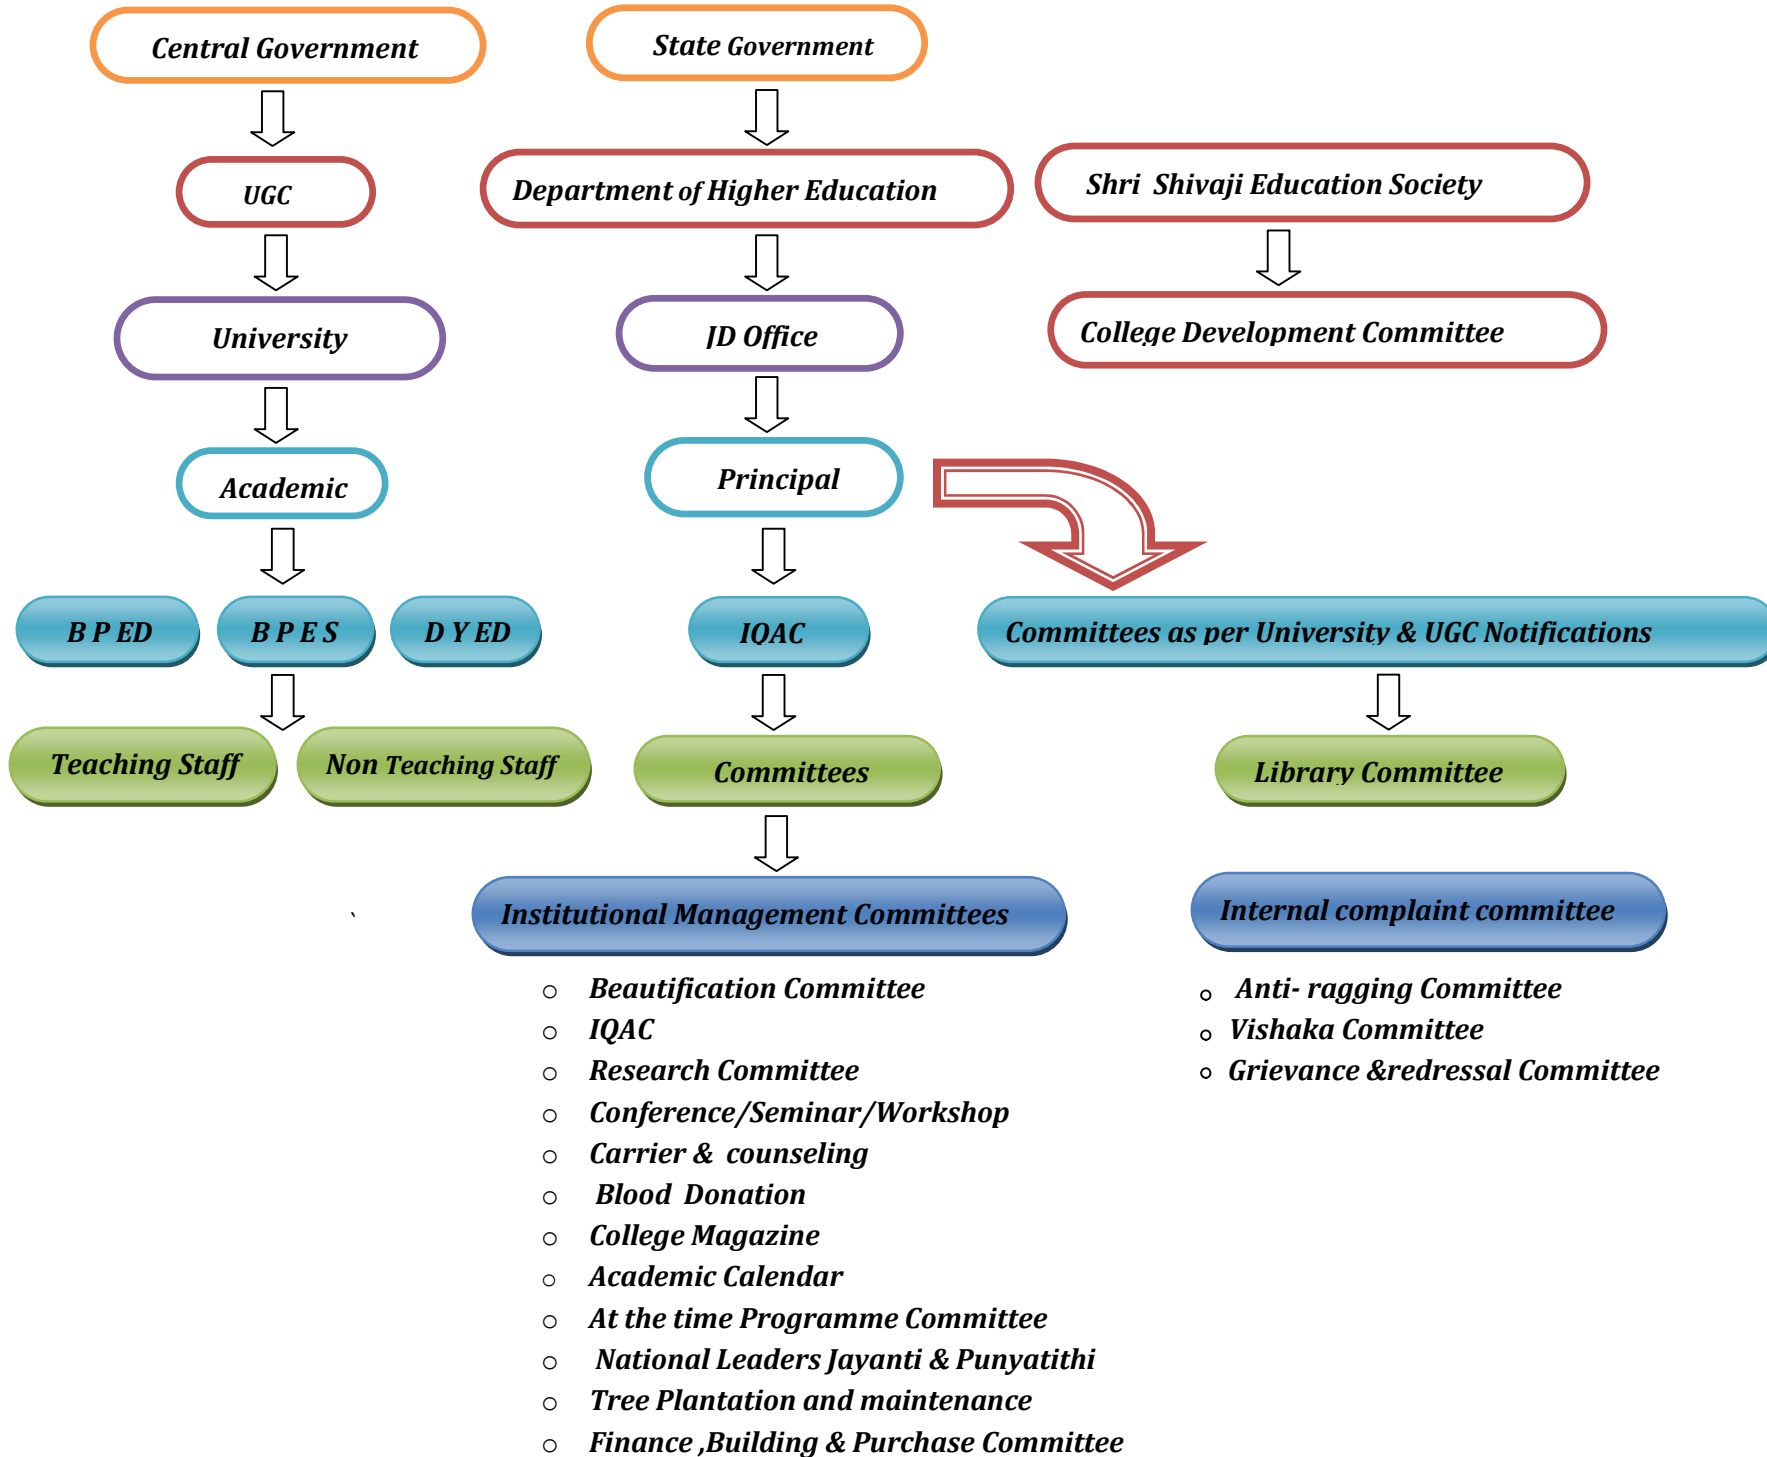 Central Government
State Government
UGC
Department of Higher Education
Shri Shivaji Education Society
University
JD Office
College Development Committee
Academic
Principal
B P ED
B P E S
D Y ED
IQAC
Committees as per University & UGC Notifications
Teaching Staff
Non Teaching Staff
Committees
Library Committee
Institutional Management Committees
Internal complaint committee
`
Beautification Committee
IQAC
Research Committee
Conference/Seminar/Workshop
Carrier & counseling
Blood Donation
College Magazine
Academic Calendar
At the time Programme Committee
National Leaders Jayanti & Punyatithi
Tree Plantation and maintenance
Finance ,Building & Purchase Committee
Anti- ragging Committee
Vishaka Committee
Grievance &redressal Committee